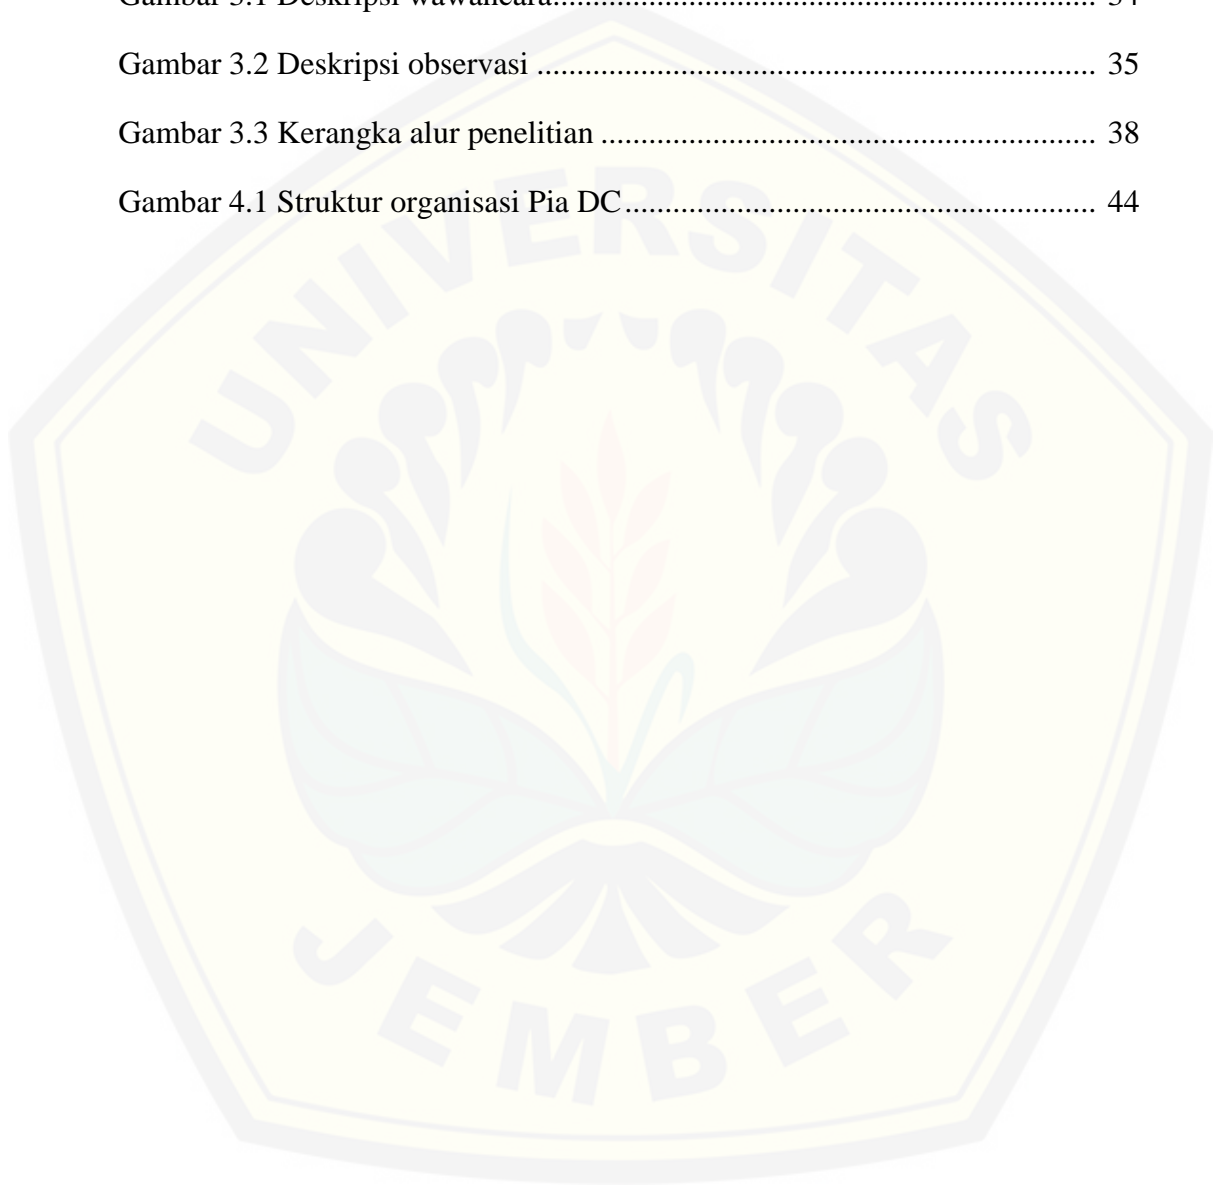 Gambar 3.1 Deskripsi wawancara.................................................................... 34
Gambar 3.2 Deskripsi observasi ...................................................................... 35
Gambar 3.3 Kerangka alur penelitian .............................................................. 38
Gambar 4.1 Struktur organisasi Pia DC........................................................... 44
UNIVERSITAS
JEMBER